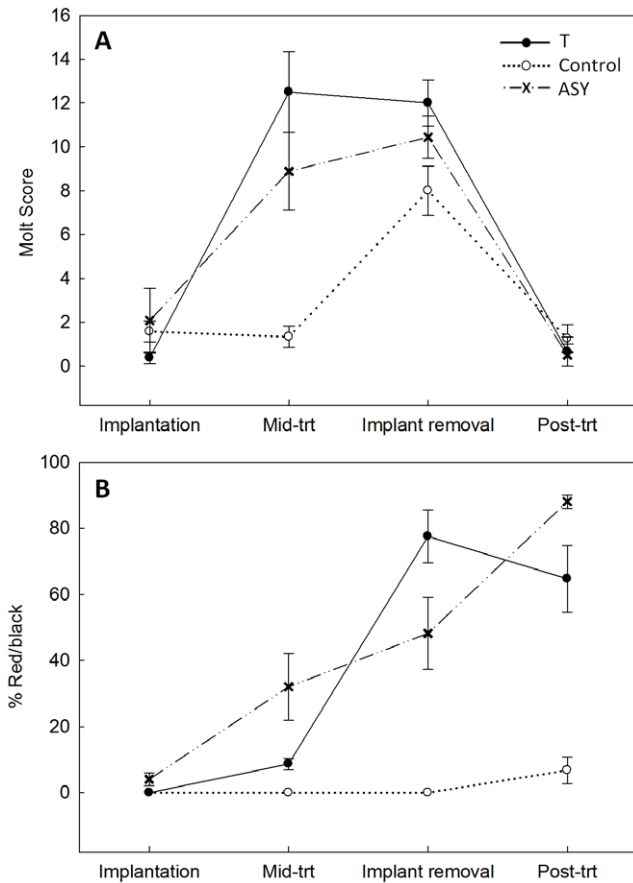 16
14
12
10
8
6
4
2
0
A
T
Control
ASY
Molt Score
Implantation Mid-trt Implant removal Post-trt
100
80
60
40
20
0
B
% Red/black
Implantation Mid-trt Implant removal Post-trt